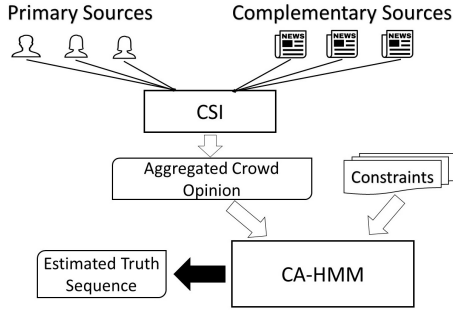 Primary Sources
Complementary Sources
NEWS
NEWS
NEWS
CSI
Aggregated Crowd
Opinion
Constraints
Estimated Truth
Sequence
CA-HMM